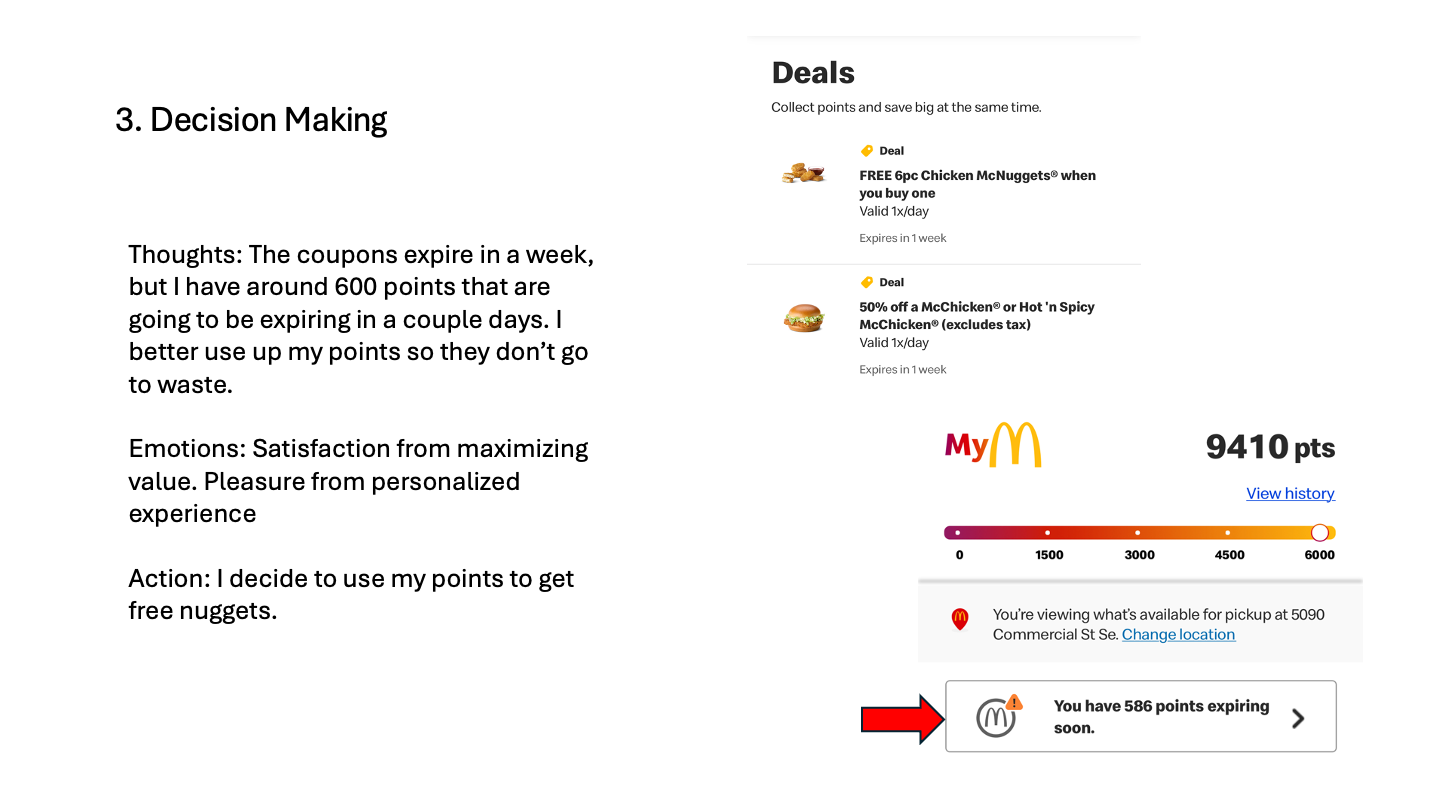 3. Decision Making
Thoughts: The coupons expire in a week,
but I have around 600 points that are
going to be expiring in a couple days. I
better use up my points so they don’t go
to waste.
Emotions: Satisfaction from maximizing
value. Pleasure from personalized
experience
Action: I decide to use my points to get
free nuggets.
Deals
Collect points and save big at the same time.
Deal
FREE 6pc Chicken McNuggets® when
you buy one
Valid 1x/day
Expires in 1 week
Deal
50% off a McChicken® or Hot 'n Spicy
McChicken® (excludes tax)
Valid 1x/day
Expires in 1 week
My
9410 pts
View history
0 1500 3000 4500 6000
You’re viewing what’s available for pickup at 5090
Commercial St Se. Change location
You have 586 points expiring
soon.